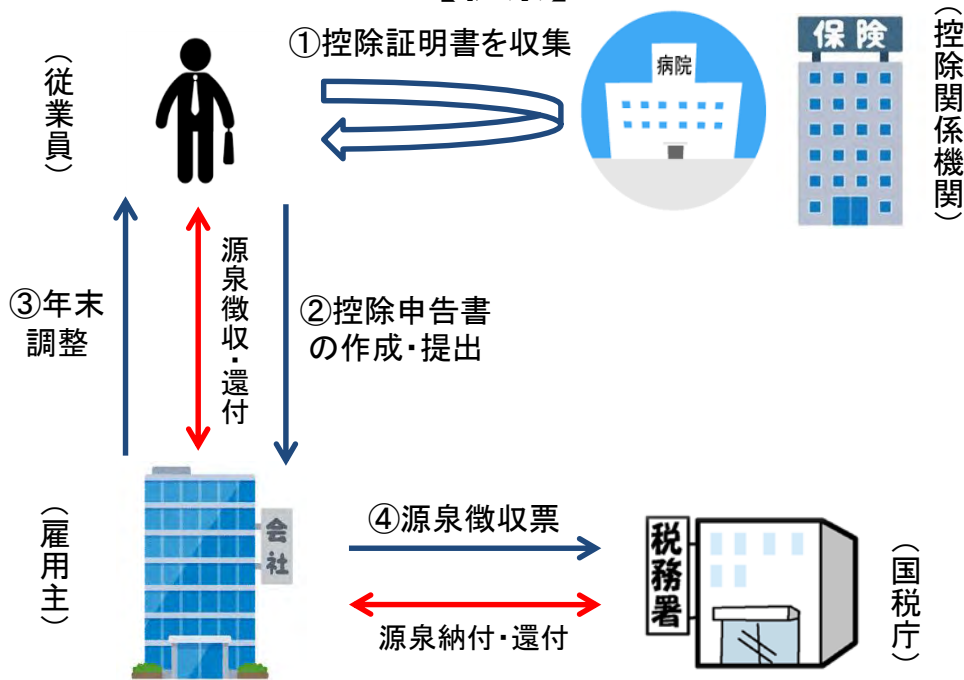 ①控除証明書を収集
病院
保険
(控除関係機関)
(従業員)
③年末
調整
源泉徴収・還付
②控除申告書
の作成・提出
(雇用主)
会社
④源泉徴収票
源泉納付・還付
税務署
(国税庁)